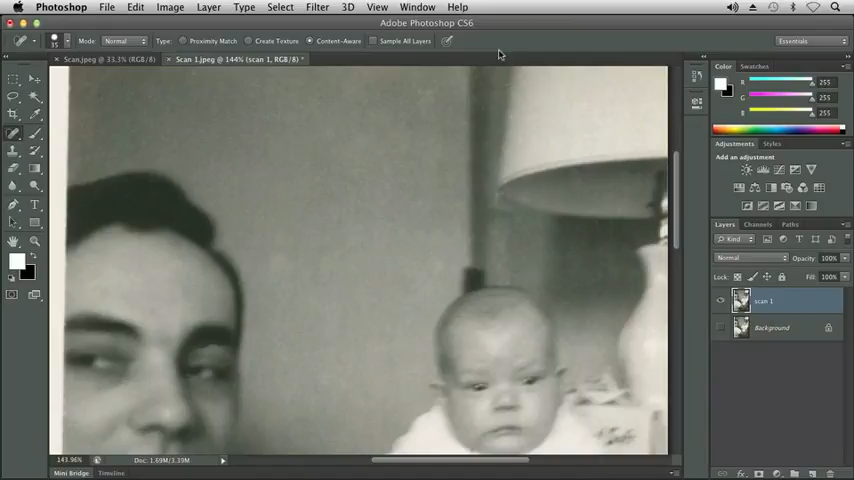 Photoshop File Edit Image Layer Type Select Filter 3D View Window Help
Adobe Photoshop CS6
35 Mode: Normal Type: Proximity Match Create Texture Content-Aware Sample All Layers Essentials
× Scan.jpeg @ 33.3% (RGB/8) × Scan 1.jpeg @ 144% (scan 1, RGB/8) *
Color Swatches
R 255
G 255
B 255
Adjustments Styles
Add an adjustment
Layers Channels Paths
Kind
Normal Opacity: 100%
Lock: Fill: 100%
scan 1
Background
143.96% Doc: 1.69M/3.39M
Mini Bridge Timeline